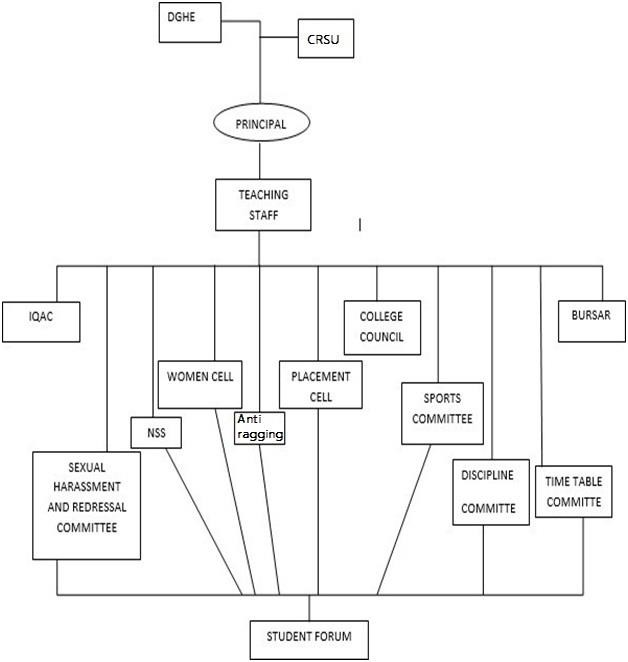 DGHE
CRSU
PRINCIPAL
TEACHING
STAFF
IQAC
COLLEGE
COUNCIL
BURSAR
WOMEN CELL
PLACEMENT
CELL
SPORTS
COMMITTEE
Anti
ragging
NSS
SEXUAL
HARASSMENT
AND REDRESSAL
COMMITTEE
DISCIPLINE
COMMITTE
TIME TABLE
COMMITTE
STUDENT FORUM